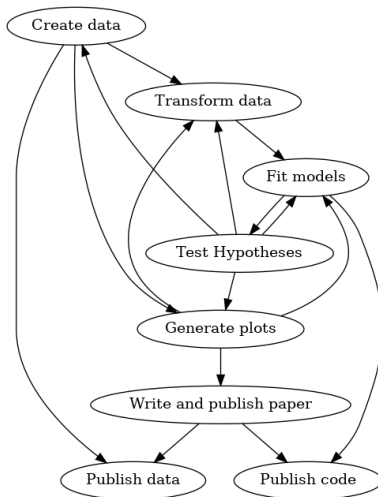 Create data
Transform data
Fit models
Test Hypotheses
Generate plots
Write and publish paper
Publish data
Publish code